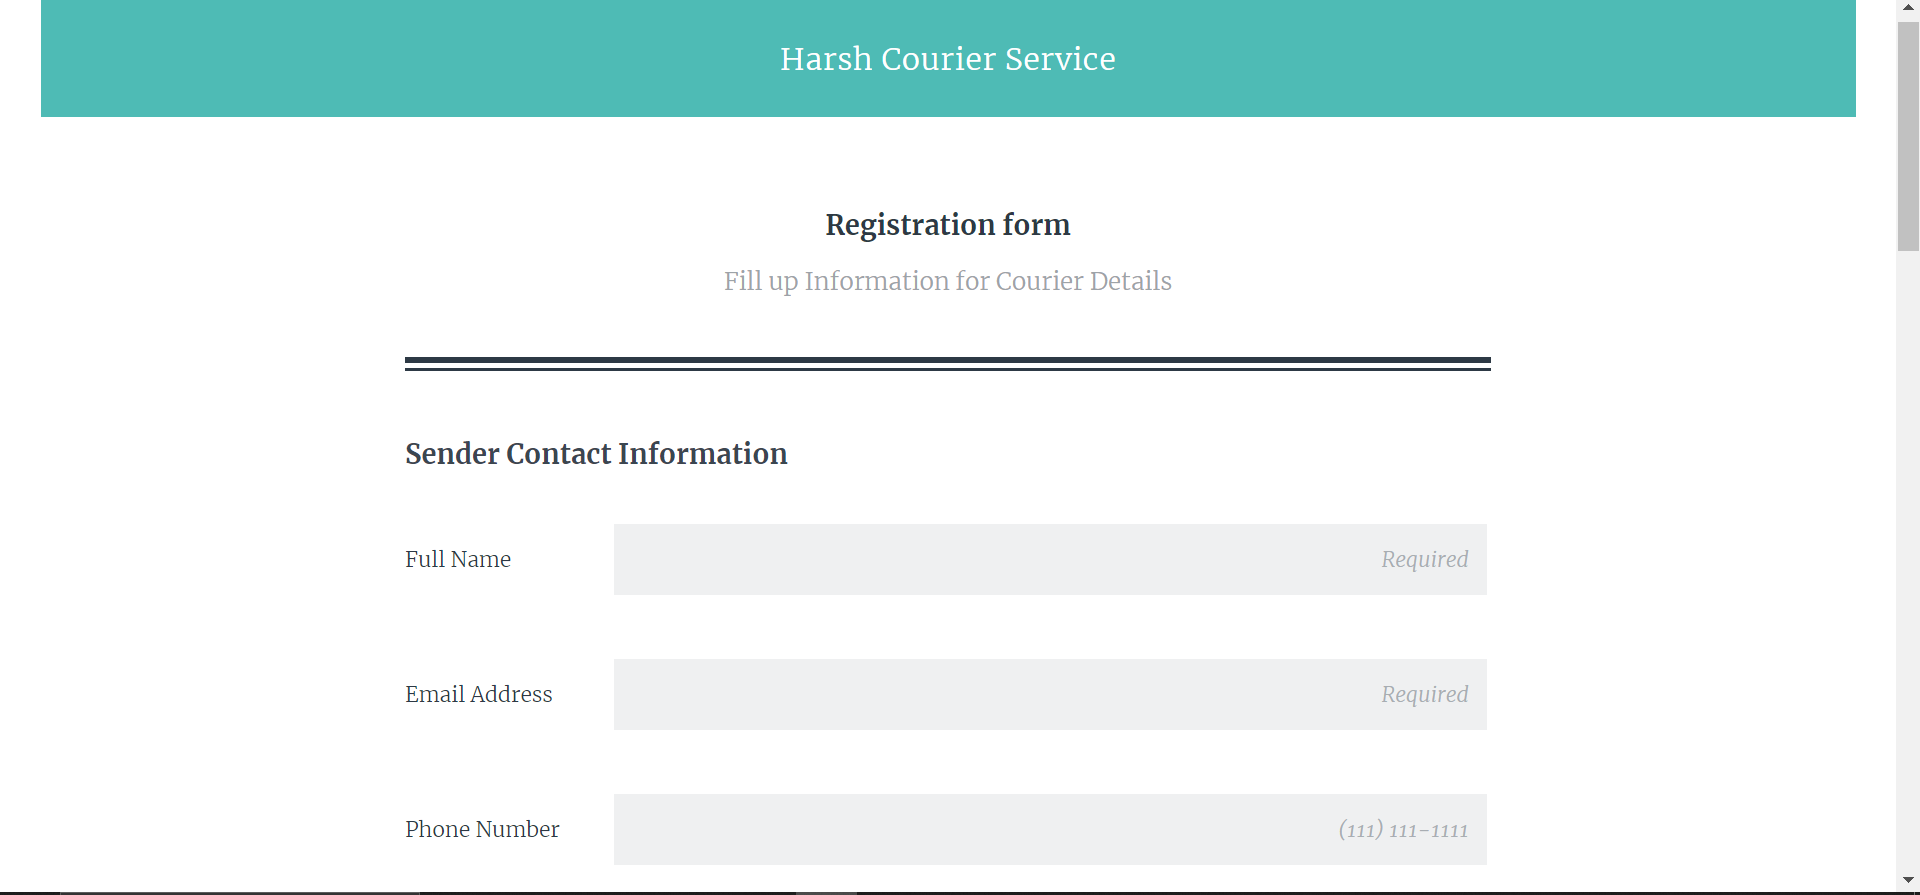 Harsh Courier Service
Registration form
Fill up Information for Courier Details
Sender Contact Information
Full Name
Required
Email Address
Required
Phone Number
(111) 111-1111